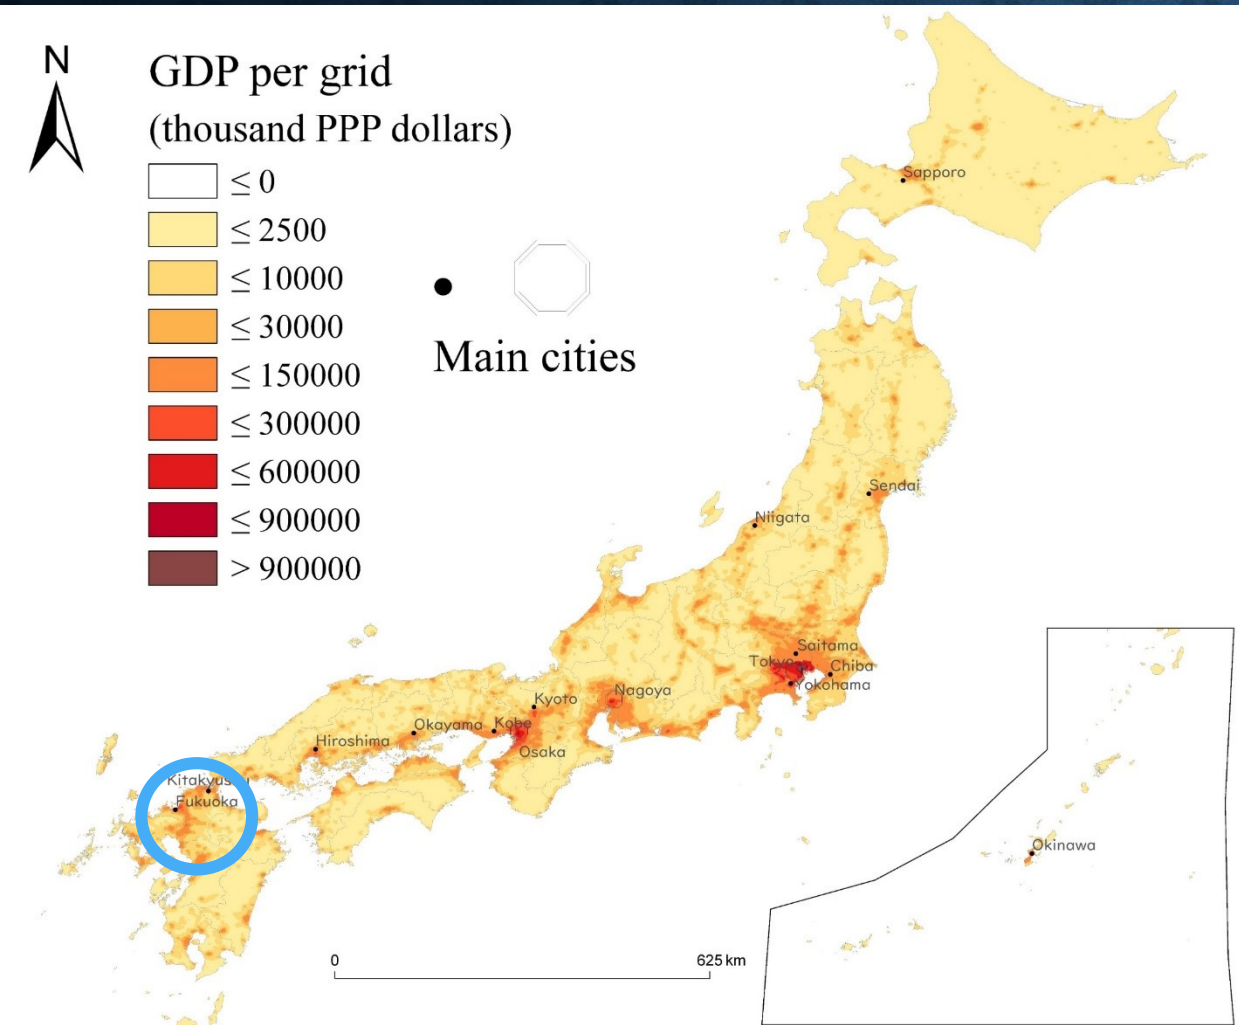 N
GDP per grid
(thousand PPP dollars)
≤ 0
≤ 2500
≤ 10000
≤ 30000
≤ 150000
≤ 300000
≤ 600000
≤ 900000
> 900000
Main cities
Sapporo
Sendai
Niigata
Saitama
Tokyo
Chiba
Yokohama
Nagoya
Kyoto
Kobe
Okayama
Osaka
Hiroshima
Kitakyushu
Fukuoka
Okinawa
0
625 km